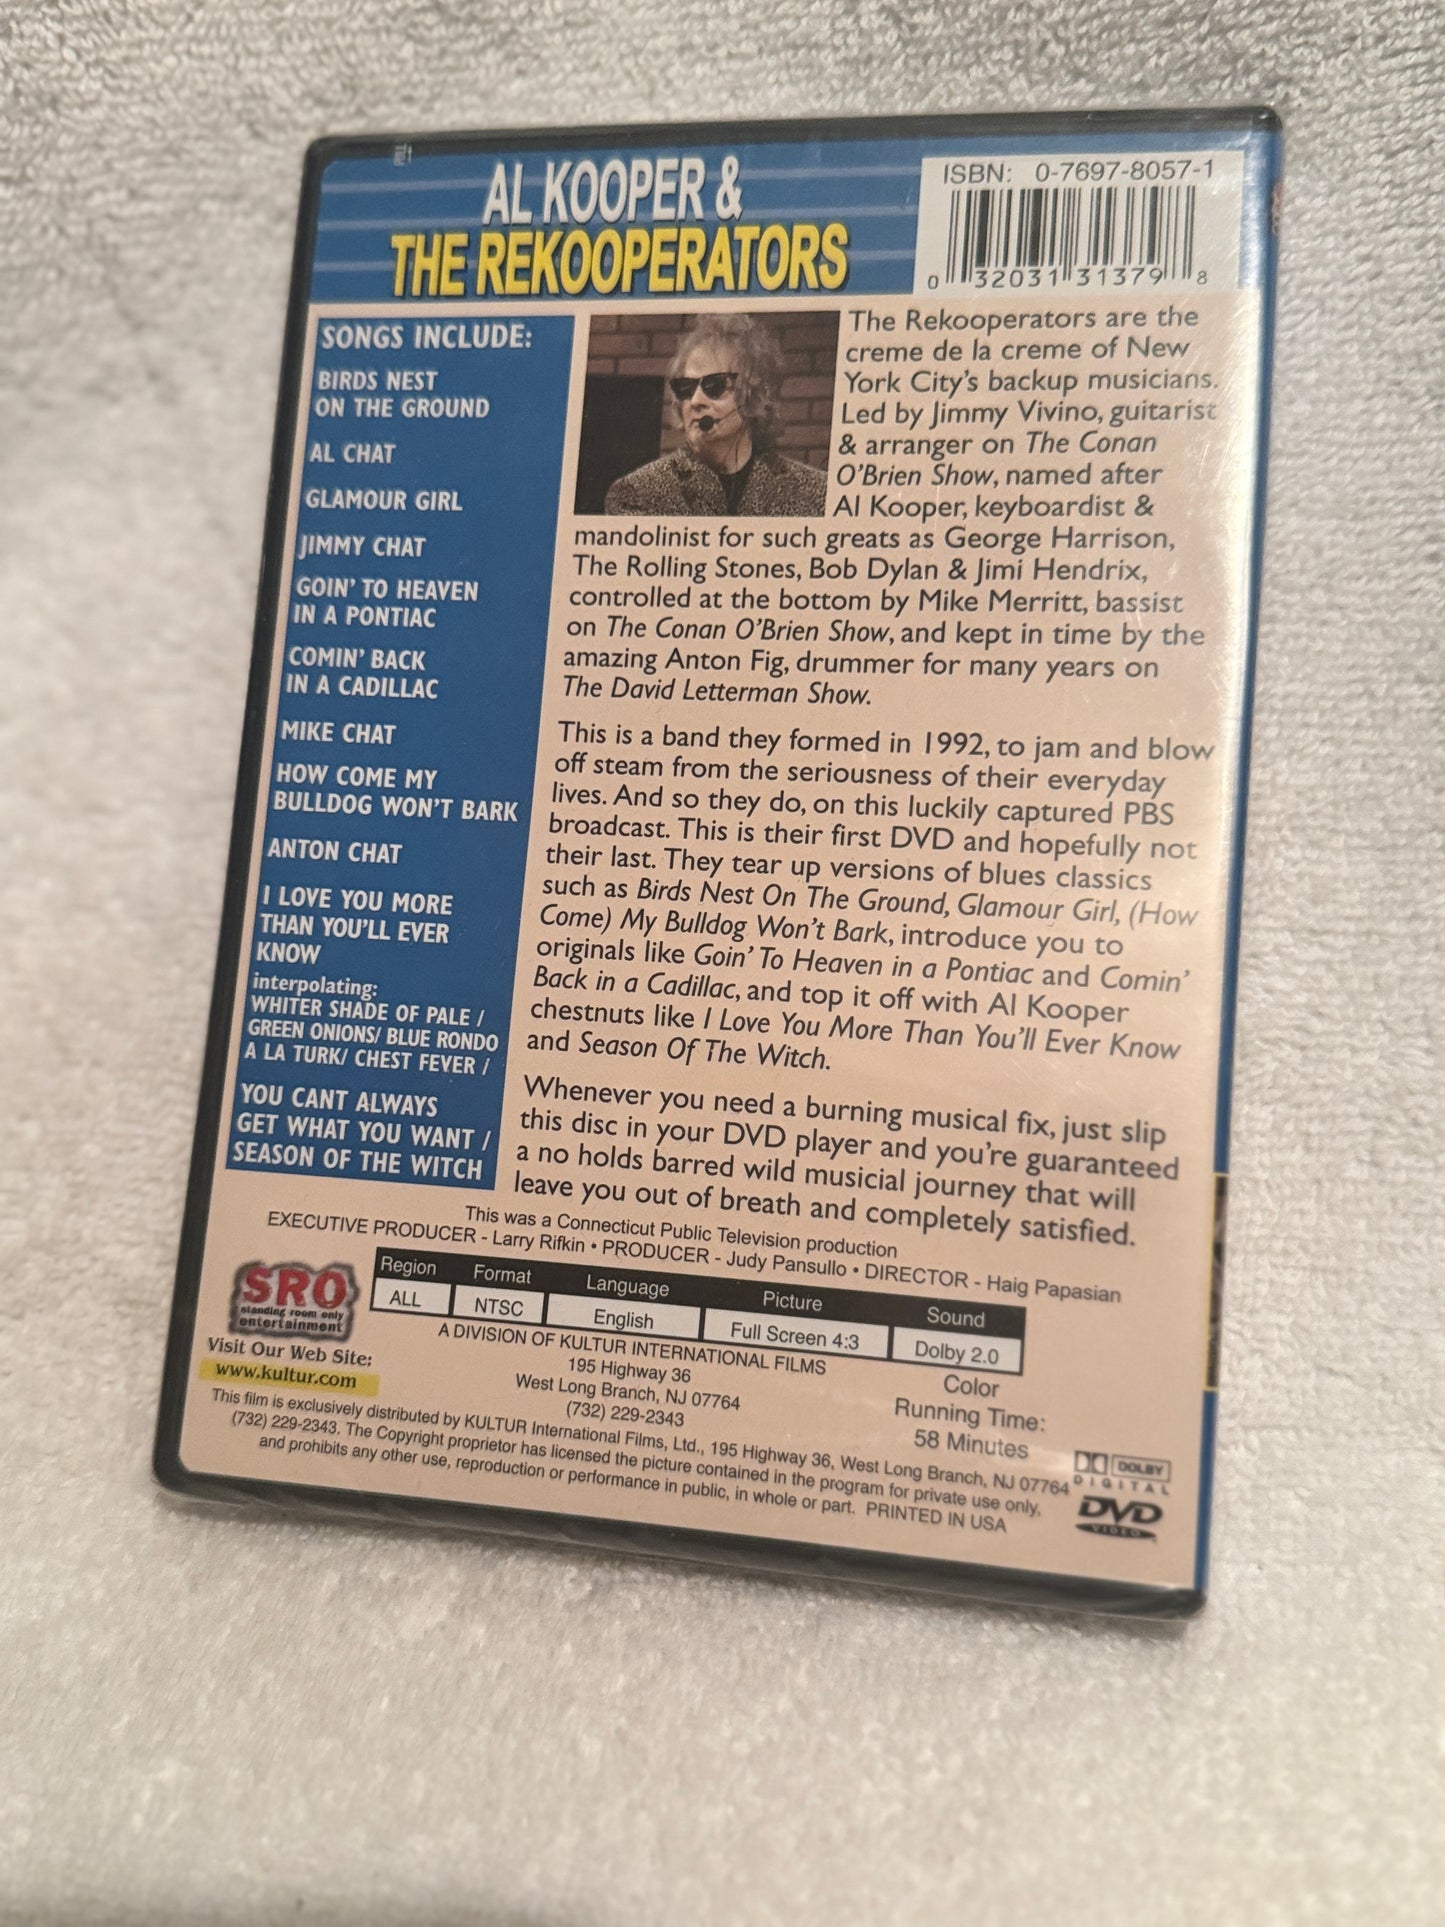 AL KOOPER &
THE REKOOPERATORS
ISBN: 0-7697-8057-1
0 32031 31379 8
SONGS INCLUDE:
BIRDS NEST
ON THE GROUND
AL CHAT
GLAMOUR GIRL
JIMMY CHAT
GOIN' TO HEAVEN
IN A PONTIAC
COMIN' BACK
IN A CADILLAC
MIKE CHAT
HOW COME MY
BULLDOG WON'T BARK
ANTON CHAT
I LOVE YOU MORE
THAN YOU'LL EVER
KNOW
interpolating:
WHITER SHADE OF PALE /
GREEN ONIONS/ BLUE RONDO
A LA TURK/ CHEST FEVER /
YOU CANT ALWAYS
GET WHAT YOU WANT /
SEASON OF THE WITCH
The Rekooperators are the
creme de la creme of New
York City's backup musicians.
Led by Jimmy Vivino, guitarist
& arranger on The Conan
O'Brien Show, named after
Al Kooper, keyboardist &
mandolinist for such greats as George Harrison,
The Rolling Stones, Bob Dylan & Jimi Hendrix,
controlled at the bottom by Mike Merritt, bassist
on The Conan O'Brien Show, and kept in time by the
amazing Anton Fig, drummer for many years on
The David Letterman Show.
This is a band they formed in 1992, to jam and blow
off steam from the seriousness of their everyday
lives. And so they do, on this luckily captured PBS
broadcast. This is their first DVD and hopefully not
their last. They tear up versions of blues classics
such as Birds Nest On The Ground, Glamour Girl, (How
Come) My Bulldog Won't Bark, introduce you to
originals like Goin' To Heaven in a Pontiac and Comin'
Back in a Cadillac, and top it off with Al Kooper
chestnuts like I Love You More Than You'll Ever Know
and Season Of The Witch.
Whenever you need a burning musical fix, just slip
this disc in your DVD player and you're guaranteed
a no holds barred wild musicial journey that will
leave you out of breath and completely satisfied.
This was a Connecticut Public Television production
EXECUTIVE PRODUCER - Larry Rifkin • PRODUCER - Judy Pansullo • DIRECTOR - Haig Papasian
SRO
standing room only
entertainment
Visit Our Web Site:
www.kultur.com
Region Format Language Picture Sound
ALL NTSC English Full Screen 4:3 Dolby 2.0
A DIVISION OF KULTUR INTERNATIONAL FILMS
195 Highway 36
West Long Branch, NJ 07764
(732) 229-2343
Color
Running Time:
58 Minutes
This film is exclusively distributed by KULTUR International Films, Ltd., 195 Highway 36, West Long Branch, NJ 07764
(732) 229-2343. The Copyright proprietor has licensed the picture contained in the program for private use only,
and prohibits any other use, reproduction or performance in public, in whole or part. PRINTED IN USA
DOLBY
DIGITAL
DVD
VIDEO